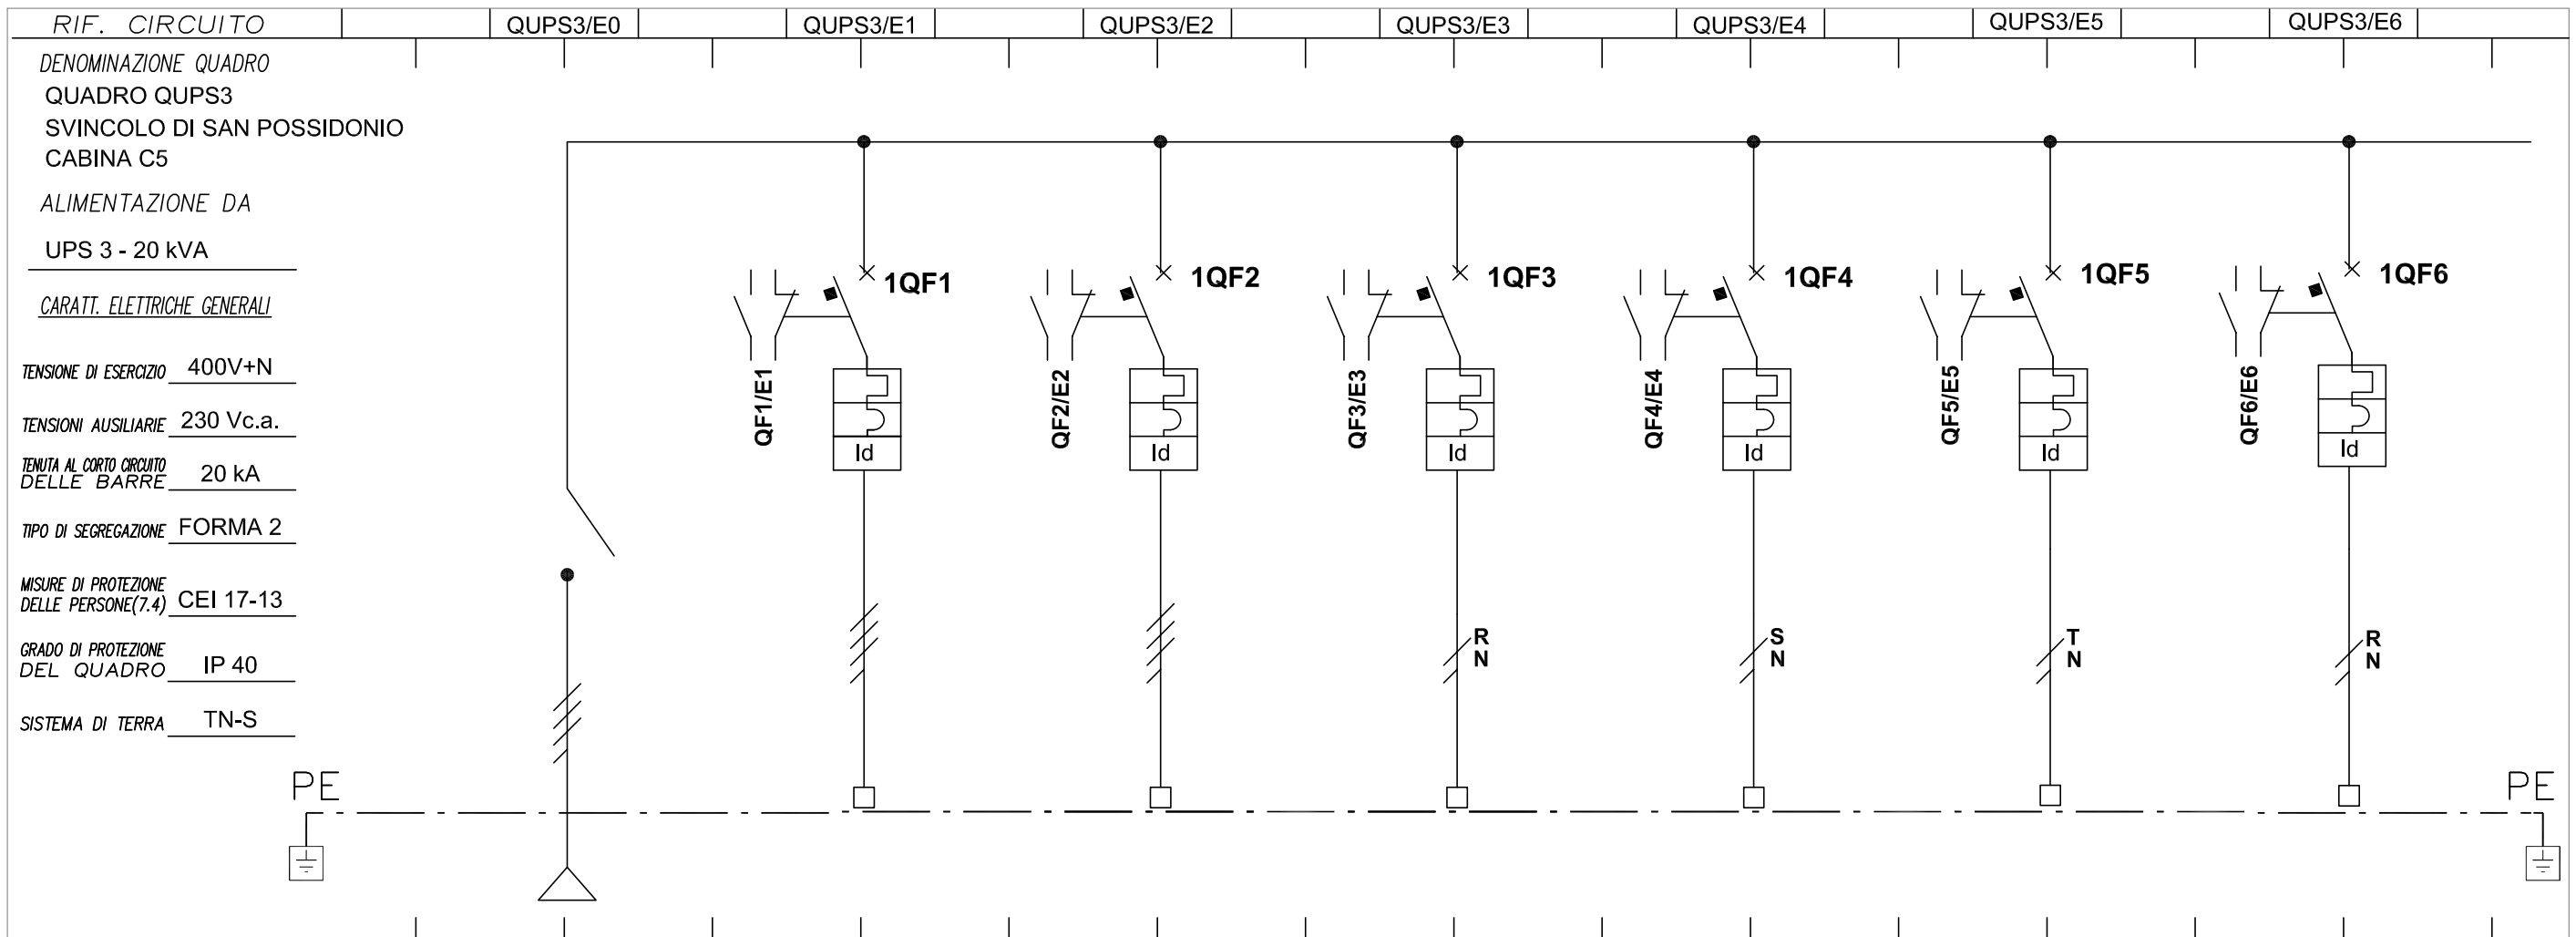 RIF. CIRCUITO
QUPS3/E0
QUPS3/E1
QUPS3/E2
QUPS3/E3
QUPS3/E4
QUPS3/E5
QUPS3/E6
DENOMINAZIONE QUADRO
QUADRO QUPS3
SVINCOLO DI SAN POSSIDONIO
CABINA C5
ALIMENTAZIONE DA
UPS 3 - 20 kVA
CARATT. ELETTRICHE GENERALI
TENSIONE DI ESERCIZIO 400V+N
TENSIONI AUSILIARIE 230 Vc.a.
TENUTA AL CORTO CIRCUITO
DELLE BARRE 20 kA
TIPO DI SEGREGAZIONE FORMA 2
MISURE DI PROTEZIONE
DELLE PERSONE(7.4) CEI 17-13
GRADO DI PROTEZIONE
DEL QUADRO IP 40
SISTEMA DI TERRA TN-S
1QF1
1QF2
1QF3
1QF4
1QF5
1QF6
QF1/E1
QF2/E2
QF3/E3
QF4/E4
QF5/E5
QF6/E6
Id
Id
Id
Id
Id
Id
R
N
S
N
T
N
R
N
PE
PE